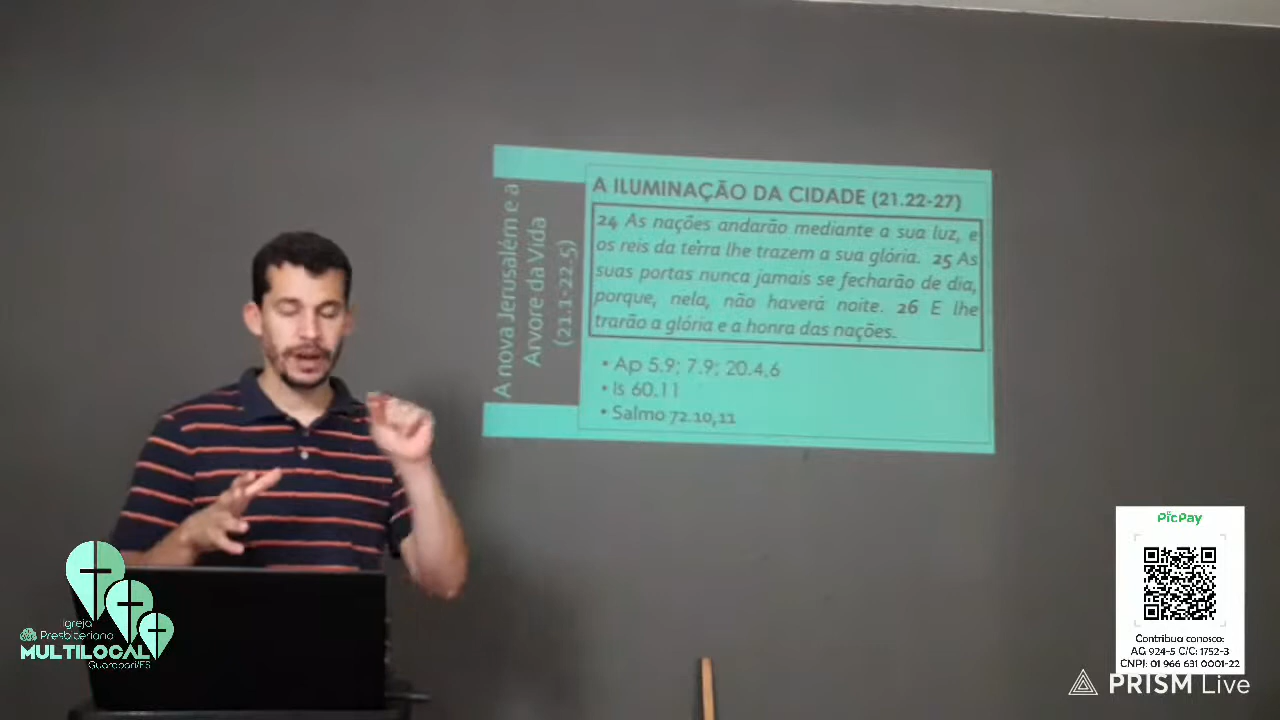 A nova Jerusalém e a
Arvore da Vida
(21.1-22.5)
A ILUMINAÇÃO DA CIDADE (21.22-27)
24 As nações andarão mediante a sua luz, e
os reis da terra lhe trazem a sua glória. 25 As
suas portas nunca jamais se fecharão de dia,
porque, nela, não haverá noite. 26 E lhe
trarão a glória e a honra das nações.
• Ap 5.9; 7.9; 20.4,6
• Is 60.11
• Salmo 72.10,11
Igreja
Presbiteriana
MULTILOCAL
Guarapari/ES
PicPay
Contribua conosco:
AG 924-5 C/C: 1752-3
CNPJ: 01 966 631 0001-22
PRISM Live